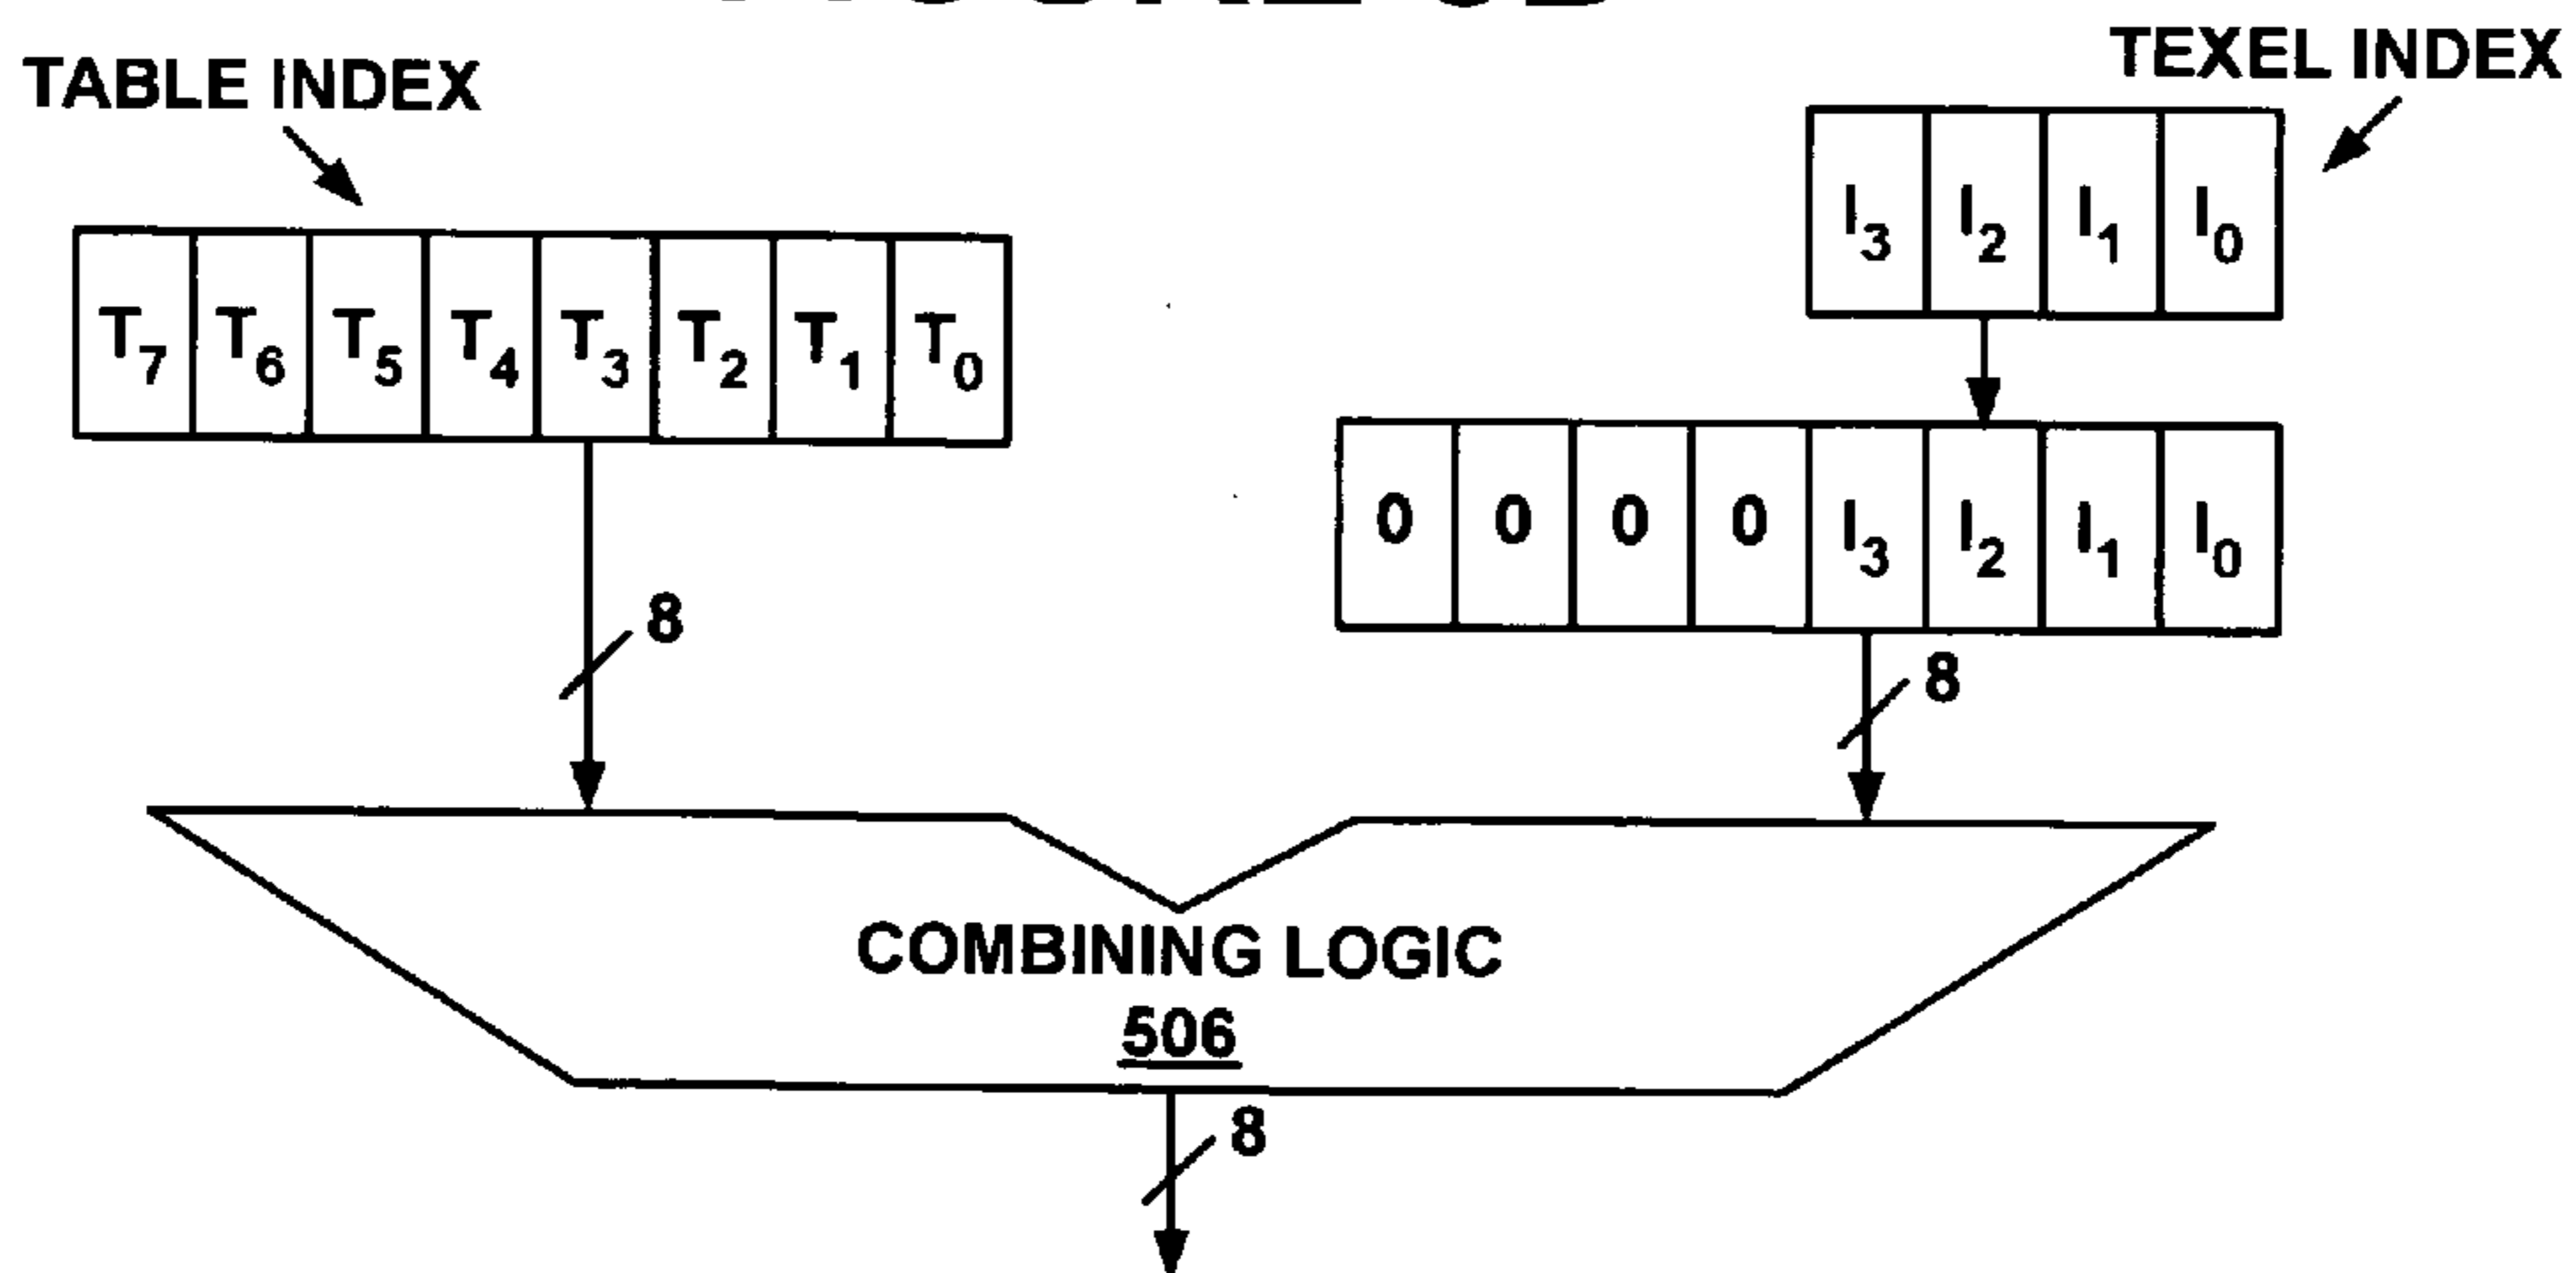 TABLE INDEX
TEXEL INDEX
I3 I2 I1 I0
T7 T6 T5 T4 T3 T2 T1 T0
0 0 0 0 I3 I2 I1 I0
8
8
COMBINING LOGIC
506
8